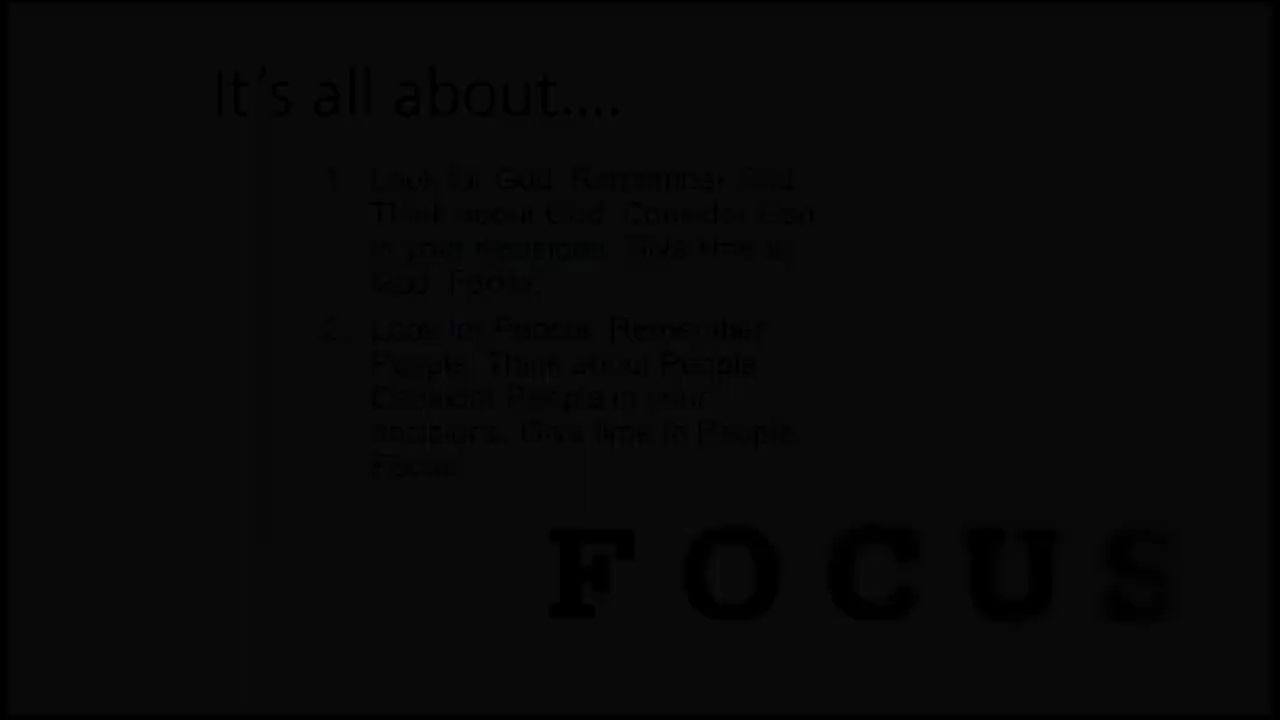 It's all about....
1. Look for God. Remember God.
Think about God. Consider God
in your decisions. Give time to
God. Focus.
2. Look for People. Remember
People. Think about People.
Consider People in your
decisions. Give time to People.
Focus.
FOCUS